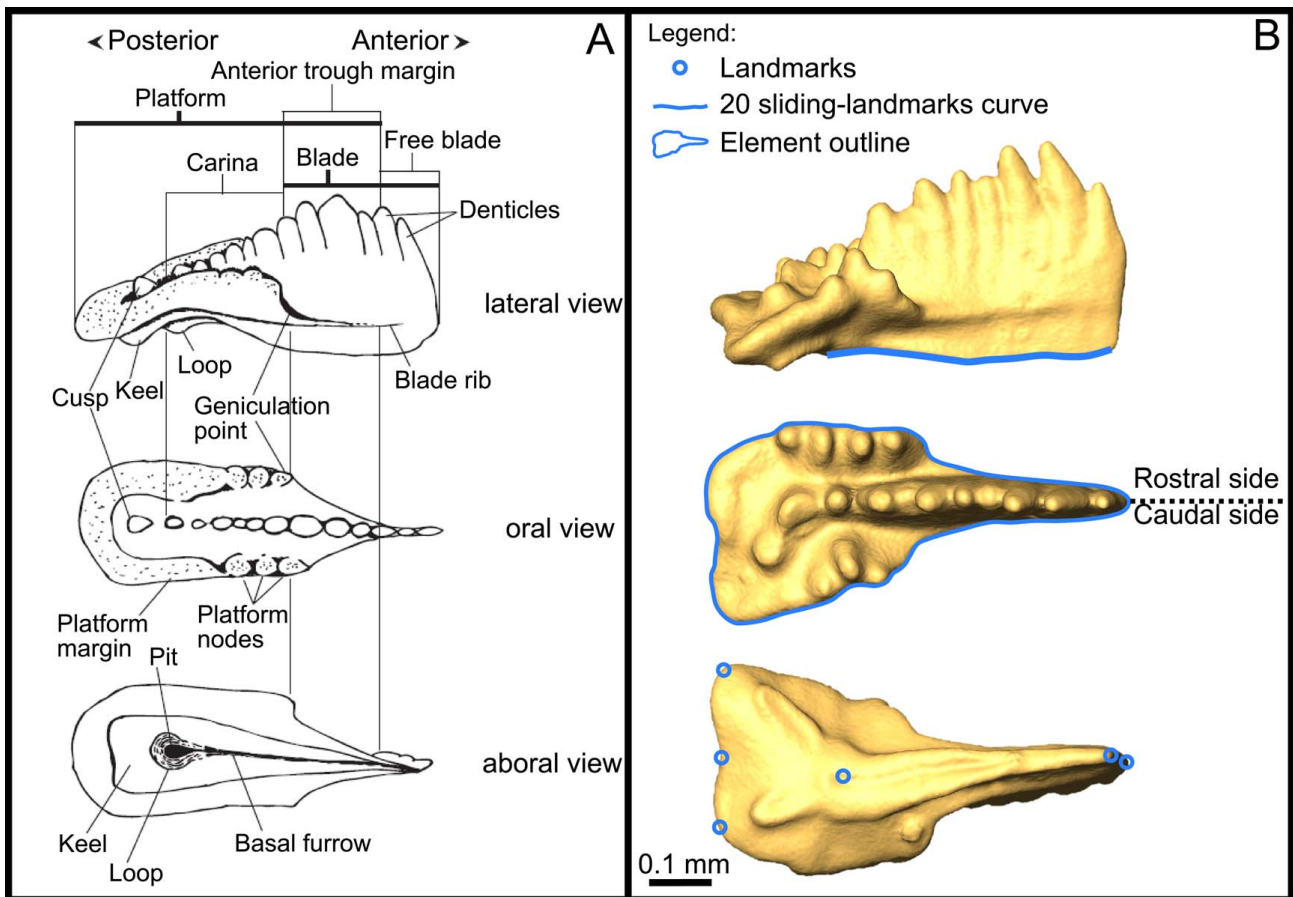 A
◄Posterior
Anterior➤
Anterior trough margin
Platform
Free blade
Carina
Blade
Denticles
lateral view
Loop
Keel
Cusp
Blade rib
Geniculation
point
oral view
Platform
nodes
Platform
margin
Pit
aboral view
Keel
Basal furrow
Loop
B
Legend:
Landmarks
20 sliding-landmarks curve
Element outline
Rostral side
Caudal side
0.1 mm